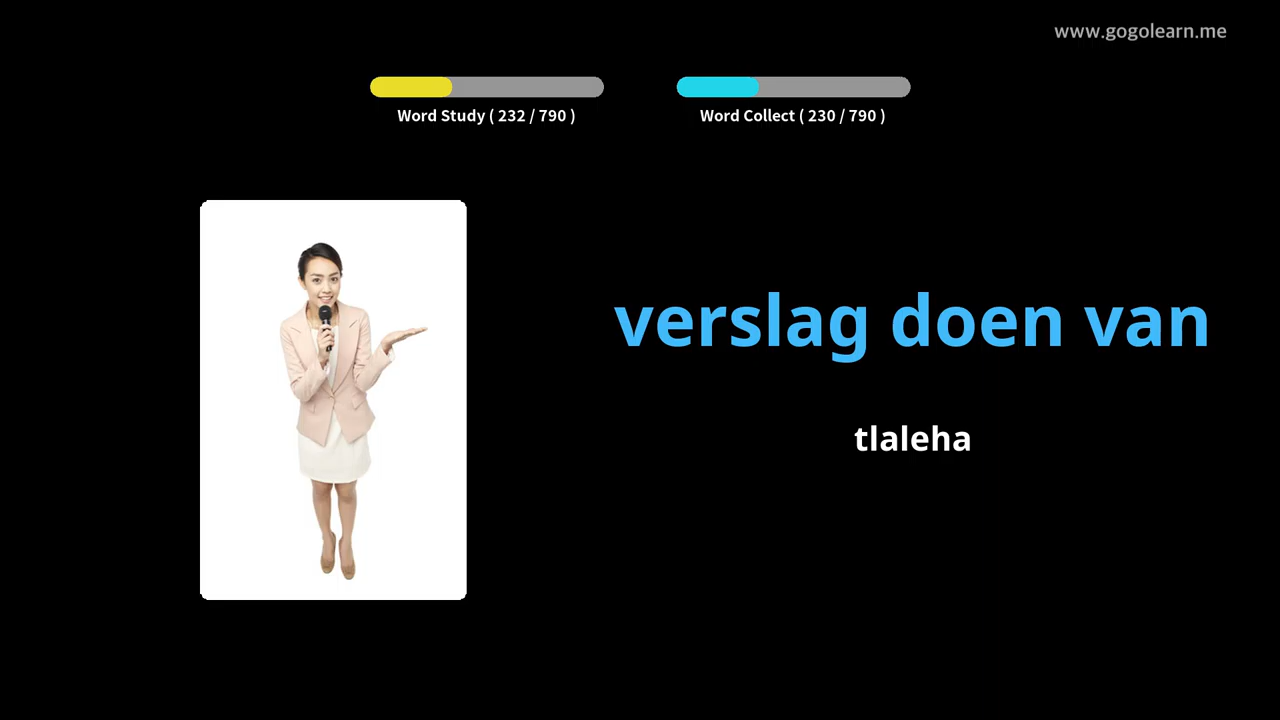 www.gogolearn.me
Word Study ( 232 / 790 )
Word Collect ( 230 / 790 )
verslag doen van
tlaleha